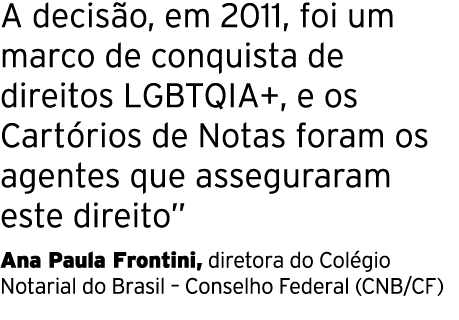 A decisão, em 2011, foi um
marco de conquista de
direitos LGBTQIA+, e os
Cartórios de Notas foram os
agentes que asseguraram
este direito”
Ana Paula Frontini, diretora do Colégio
Notarial do Brasil – Conselho Federal (CNB/CF)